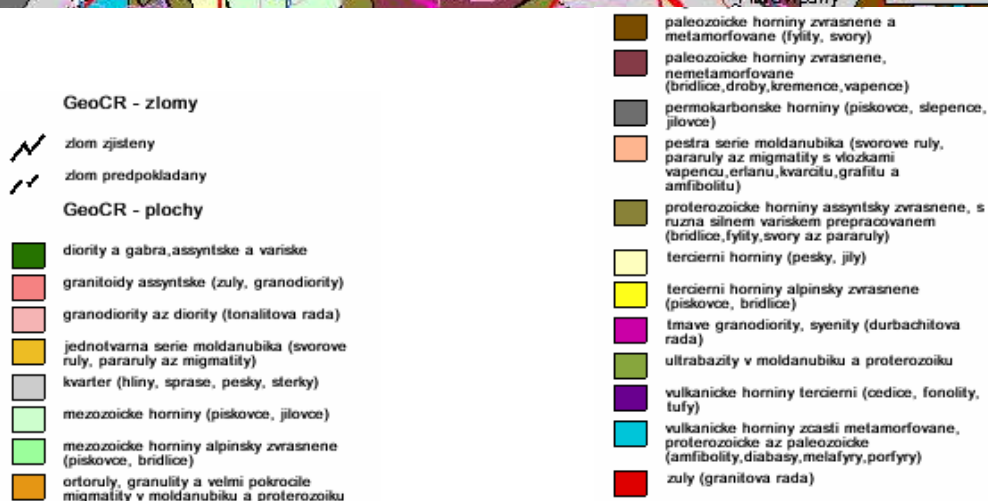 GeoCR - zlomy
zlom zjisteny
zlom predpokladany
GeoCR - plochy
diority a gabra,assyntske a variske
granitoidy assyntske (zuly, granodiority)
granodiority az diority (tonalitova rada)
jednotvarna serie moldanubika (svorove
ruly, pararuly az migmatity)
kvarter (hliny, sprase, pesky, sterky)
mezozoicke horniny (piskovce, jilovce)
mezozoicke horniny alpinsky zvrasnene
(piskovce, bridlice)
ortoruly, granulity a velmi pokrocile
migmatity v moldanubiku a proterozoiku
paleozoicke horniny zvrasnene a
metamorfovane (fylity, svory)
paleozoicke horniny zvrasnene,
nemetamorfovane
(bridlice,droby,kremence,vapence)
permokarbonske horniny (piskovce, slepence,
jilovce)
pestra serie moldanubika (svorove ruly,
pararuly az migmatity s vlozkami
vapencu,erlanu,kvarcitu,grafitu a
amfibolitu)
proterozoicke horniny assyntsky zvrasnene, s
ruzna silnem variskem prepracovanem
(bridlice,fylity,svory az pararuly)
tercierni horniny (pesky, jily)
tercierni horniny alpinsky zvrasnene
(piskovce, bridlice)
tmave granodiority, syenity (durbachitova
rada)
ultrabazity v moldanubiku a proterozoiku
vulkanicke horniny tercierni (cedice, fonolity,
tufy)
vulkanicke horniny zcasti metamorfovane,
proterozoicke az paleozoicke
(amfibolity,diabasy,melafyry,porfyry)
zuly (granitova rada)